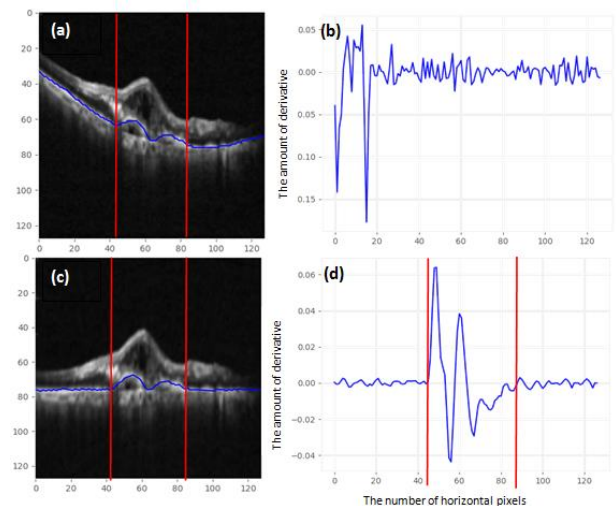 (a)
0
20
40
60
80
100
120
0 20 40 60 80 100 120
(b)
The amount of derivative
0.05
0.00
0.05
0.10
0.15
0 20 40 60 80 100 120
(c)
0
20
40
60
80
100
120
0 20 40 60 80 100 120
(d)
The amount of derivative
0.06
0.04
0.02
0.00
-0.02
-0.04
0 20 40 60 80 100 120
The number of horizontal pixels